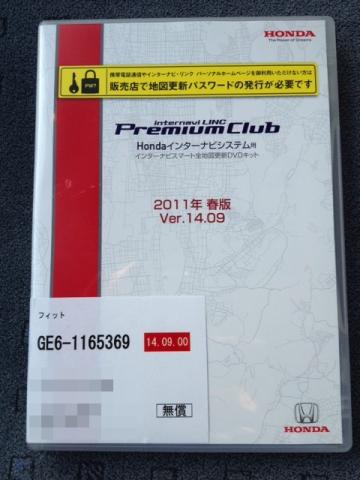 HONDA
The Power of Dreams
携帯電話通信やインターナビ・リンク パーソナルホームページを御利用いただけない方は
PW?
販売店で地図更新パスワードの発行が必要です
internavi LINC
Premium Club
Hondaインターナビシステム用
インターナビスマート全地図更新DVDキット
2011年 春版
Ver.14.09
フィット
GE6-1165369
14.09.00
無償
HONDA